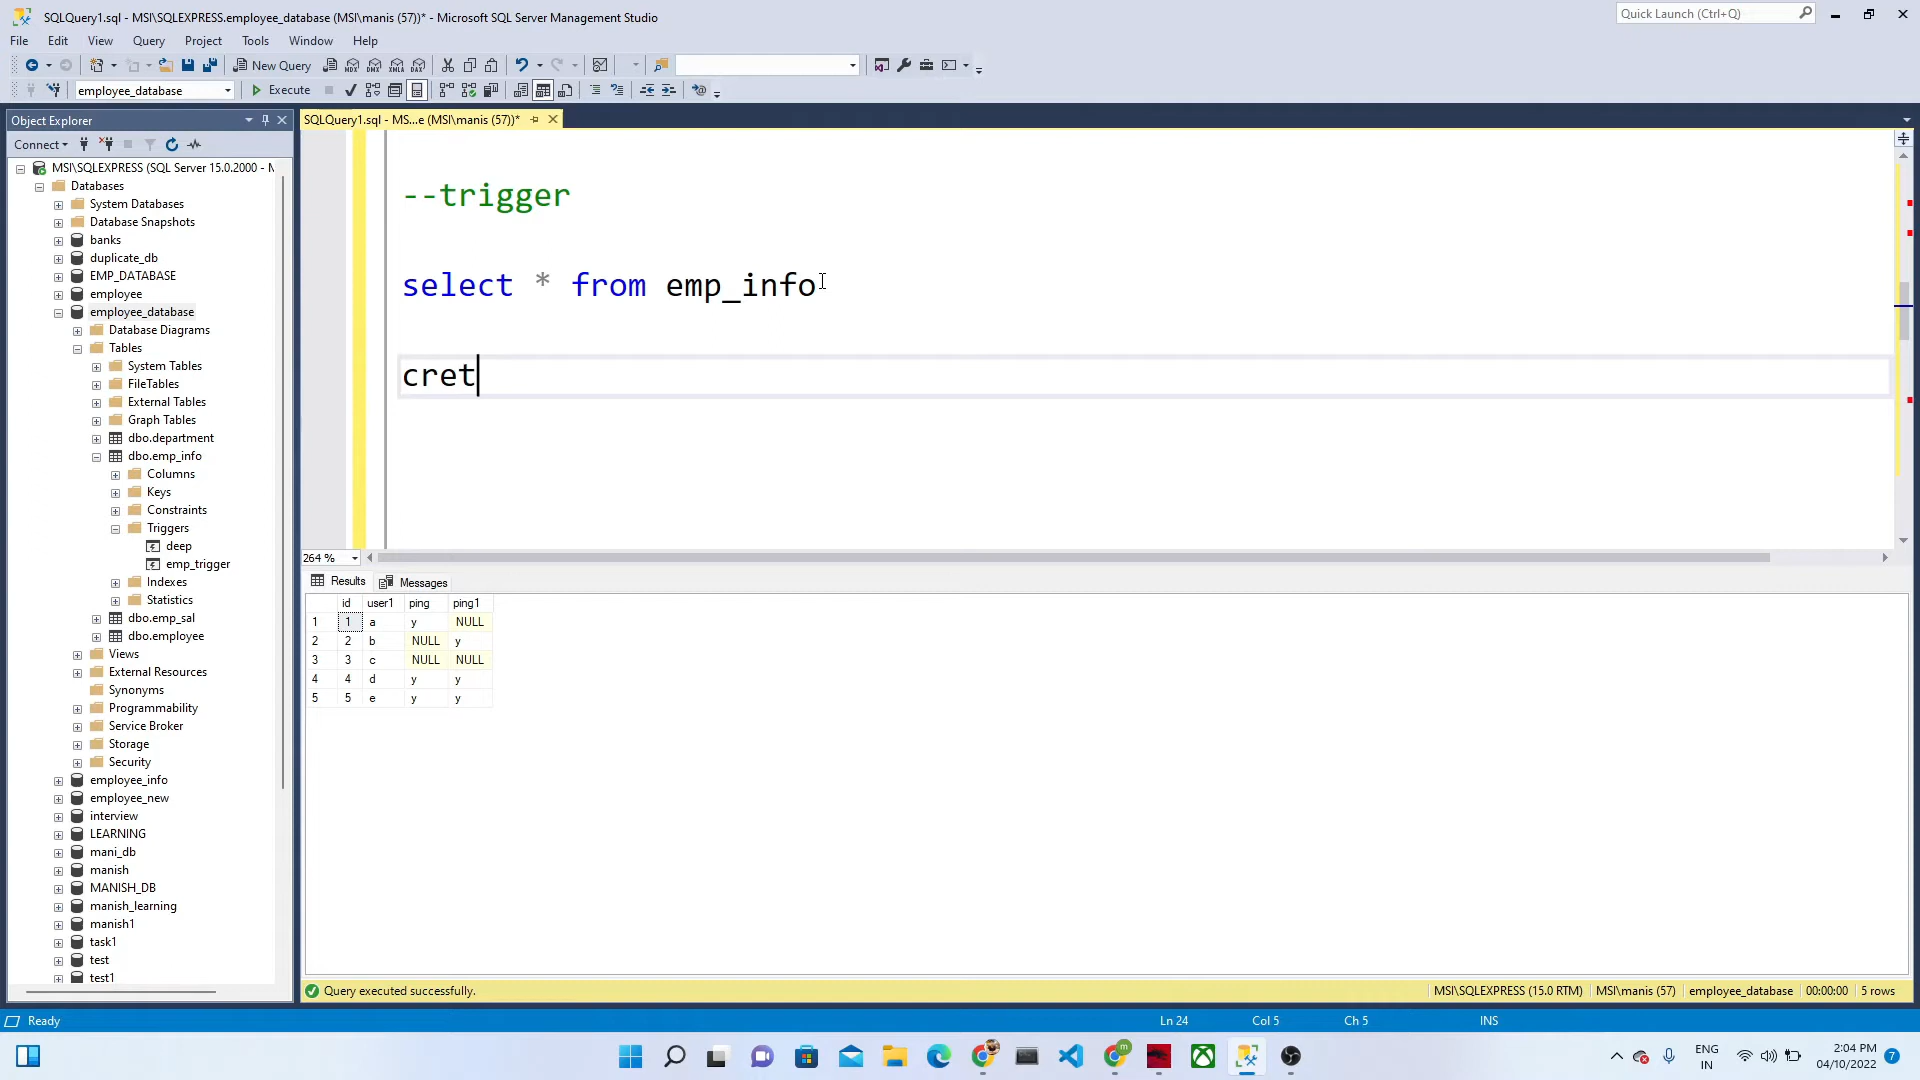 SQLQuery1.sql - MSI\SQLEXPRESS.employee_database (MSI\manis (57))* - Microsoft SQL Server Management Studio
Quick Launch (Ctrl+Q)
File Edit View Query Project Tools Window Help
New Query
MDX DMX XMLA DAX
employee_database
Execute
Object Explorer
SQLQuery1.sql - MS...e (MSI\manis (57))*
Connect
MSI\SQLEXPRESS (SQL Server 15.0.2000 - M
Databases
System Databases
Database Snapshots
banks
duplicate_db
EMP_DATABASE
employee
employee_database
Database Diagrams
Tables
System Tables
FileTables
External Tables
Graph Tables
dbo.department
dbo.emp_info
Columns
Keys
Constraints
Triggers
deep
emp_trigger
Indexes
Statistics
dbo.emp_sal
dbo.employee
Views
External Resources
Synonyms
Programmability
Service Broker
Storage
Security
employee_info
employee_new
interview
LEARNING
mani_db
manish
MANISH_DB
manish_learning
manish1
task1
test
test1
--trigger
select * from emp_info
cret
264 %
Results Messages
id user1 ping ping1
1 1 a y NULL
2 2 b NULL y
3 3 c NULL NULL
4 4 d y y
5 5 e y y
Query executed successfully.
MSI\SQLEXPRESS (15.0 RTM) MSI\manis (57) employee_database 00:00:00 5 rows
Ready
Ln 24 Col 5 Ch 5 INS
m
ENG
IN
2:04 PM
04/10/2022
7